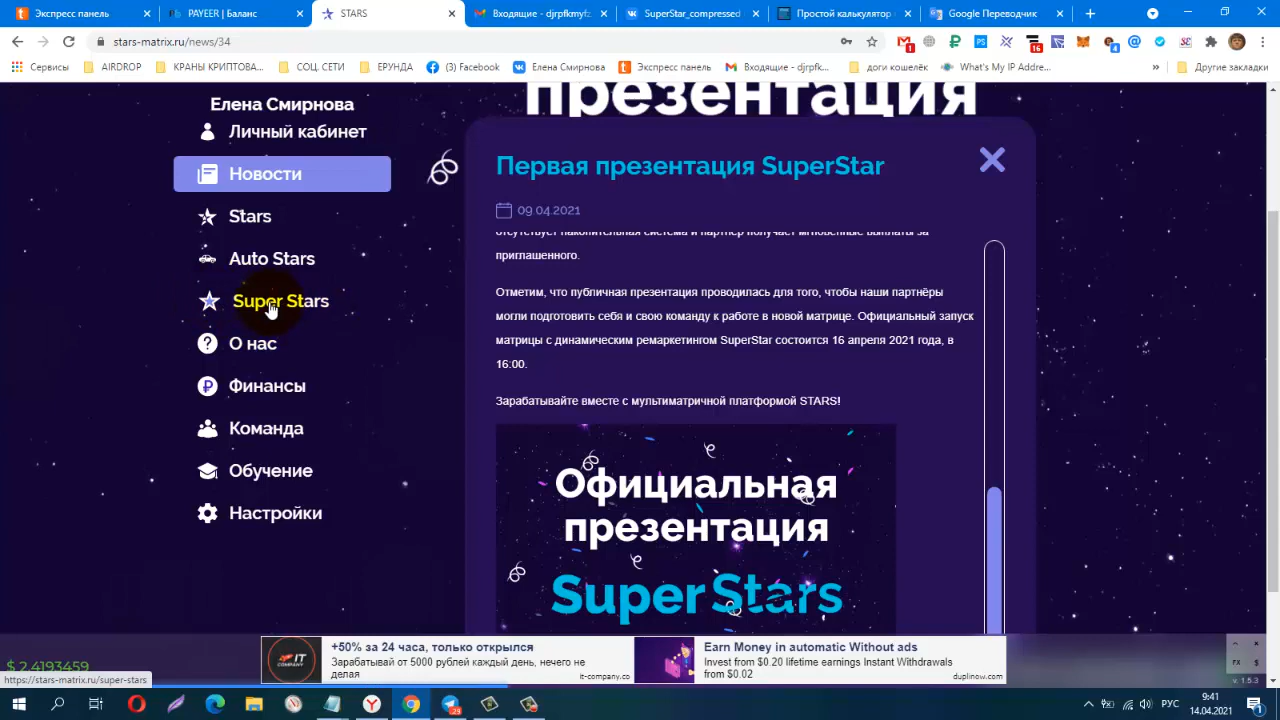 Экспресс панель
PAYEER | Баланс
STARS
Входящие - djrpfkmyfz
SuperStar_compressed
Простой калькулятор
Google Переводчик
stars-matrix.ru/news/34
Сервисы
AIRDROP
КРАНЫ КРИПТОВА...
СОЦ. СЕТИ
ЕРУНДА
(3) Facebook
Елена Смирнова
Экспресс панель
Входящие - djrpfk...
доги кошелёк
What's My IP Addre...
»
Другие закладки
презентация
Елена Смирнова
Личный кабинет
Новости
Stars
Auto Stars
Super Stars
О нас
Финансы
Команда
Обучение
Настройки
Первая презентация SuperStar
09.04.2021
отсутствует накопительная система и партнер получает мгновенные выплаты за
приглашенного.
Отметим, что публичная презентация проводилась для того, чтобы наши партнёры
могли подготовить себя и свою команду к работе в новой матрице. Официальный запуск
матрицы с динамическим ремаркетингом SuperStar состоится 16 апреля 2021 года, в
16:00.
Зарабатывайте вместе с мультиматричной платформой STARS!
Официальная
презентация
SuperStars
IT
COMPANY
+50% за 24 часа, только открылся
Зарабатывай от 5000 рублей каждый день, нечего не
делая
it-company.co
Earn Money in automatic Without ads
Invest from $0.20 lifetime earnings Instant Withdrawals
from $0.02
duplinow.com
FX
$
v. 1.5.3
$ 2.4193459
https://stars-matrix.ru/super-stars
РУС
9:41
14.04.2021